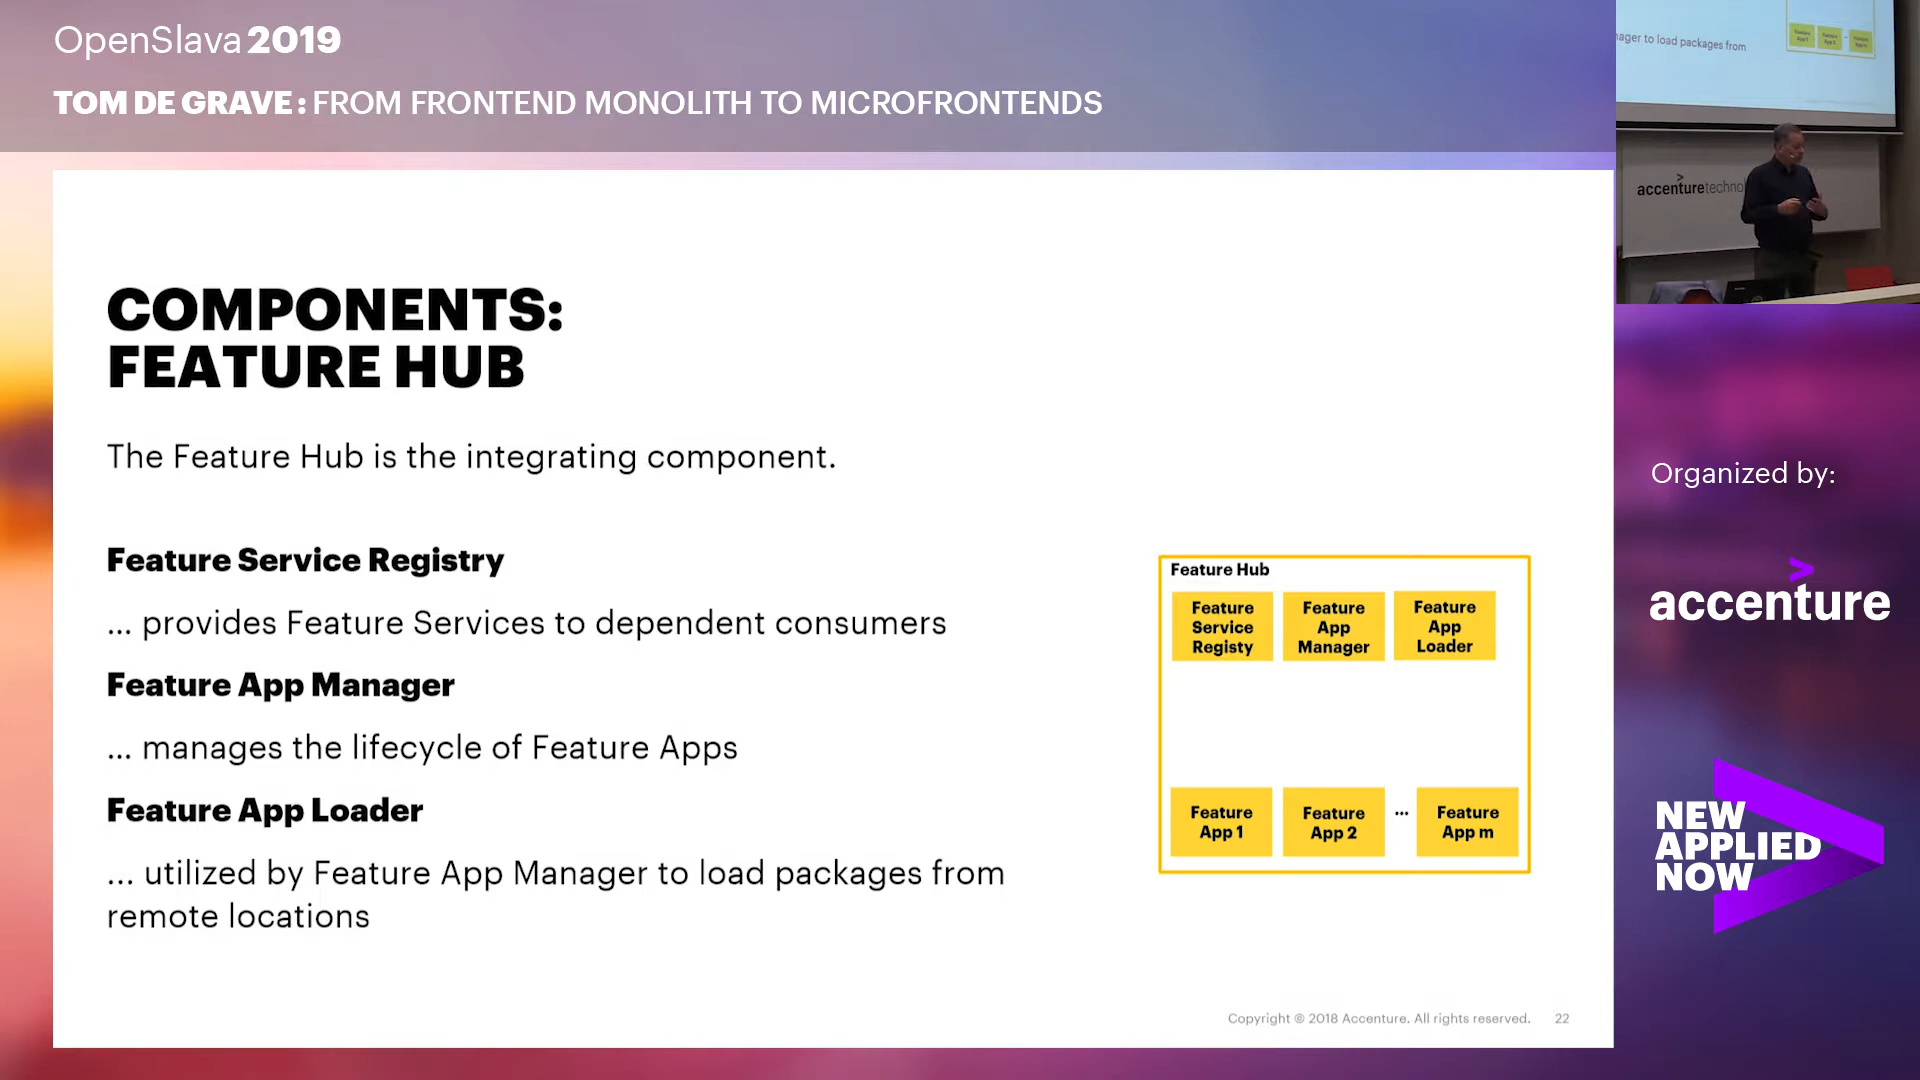 OpenSlava 2019
TOM DE GRAVE: FROM FRONTEND MONOLITH TO MICROFRONTENDS
COMPONENTS:
FEATURE HUB
The Feature Hub is the integrating component.
Feature Service Registry
... provides Feature Services to dependent consumers
Feature App Manager
... manages the lifecycle of Feature Apps
Feature App Loader
... utilized by Feature App Manager to load packages from
remote locations
Feature Hub
Feature
Service
Registy
Feature
App
Manager
Feature
App
Loader
Feature
App 1
Feature
App 2
...
Feature
App m
Copyright © 2018 Accenture. All rights reserved. 22
to load packages from
accenture
Organized by:
>
accenture
NEW
APPLIED
NOW